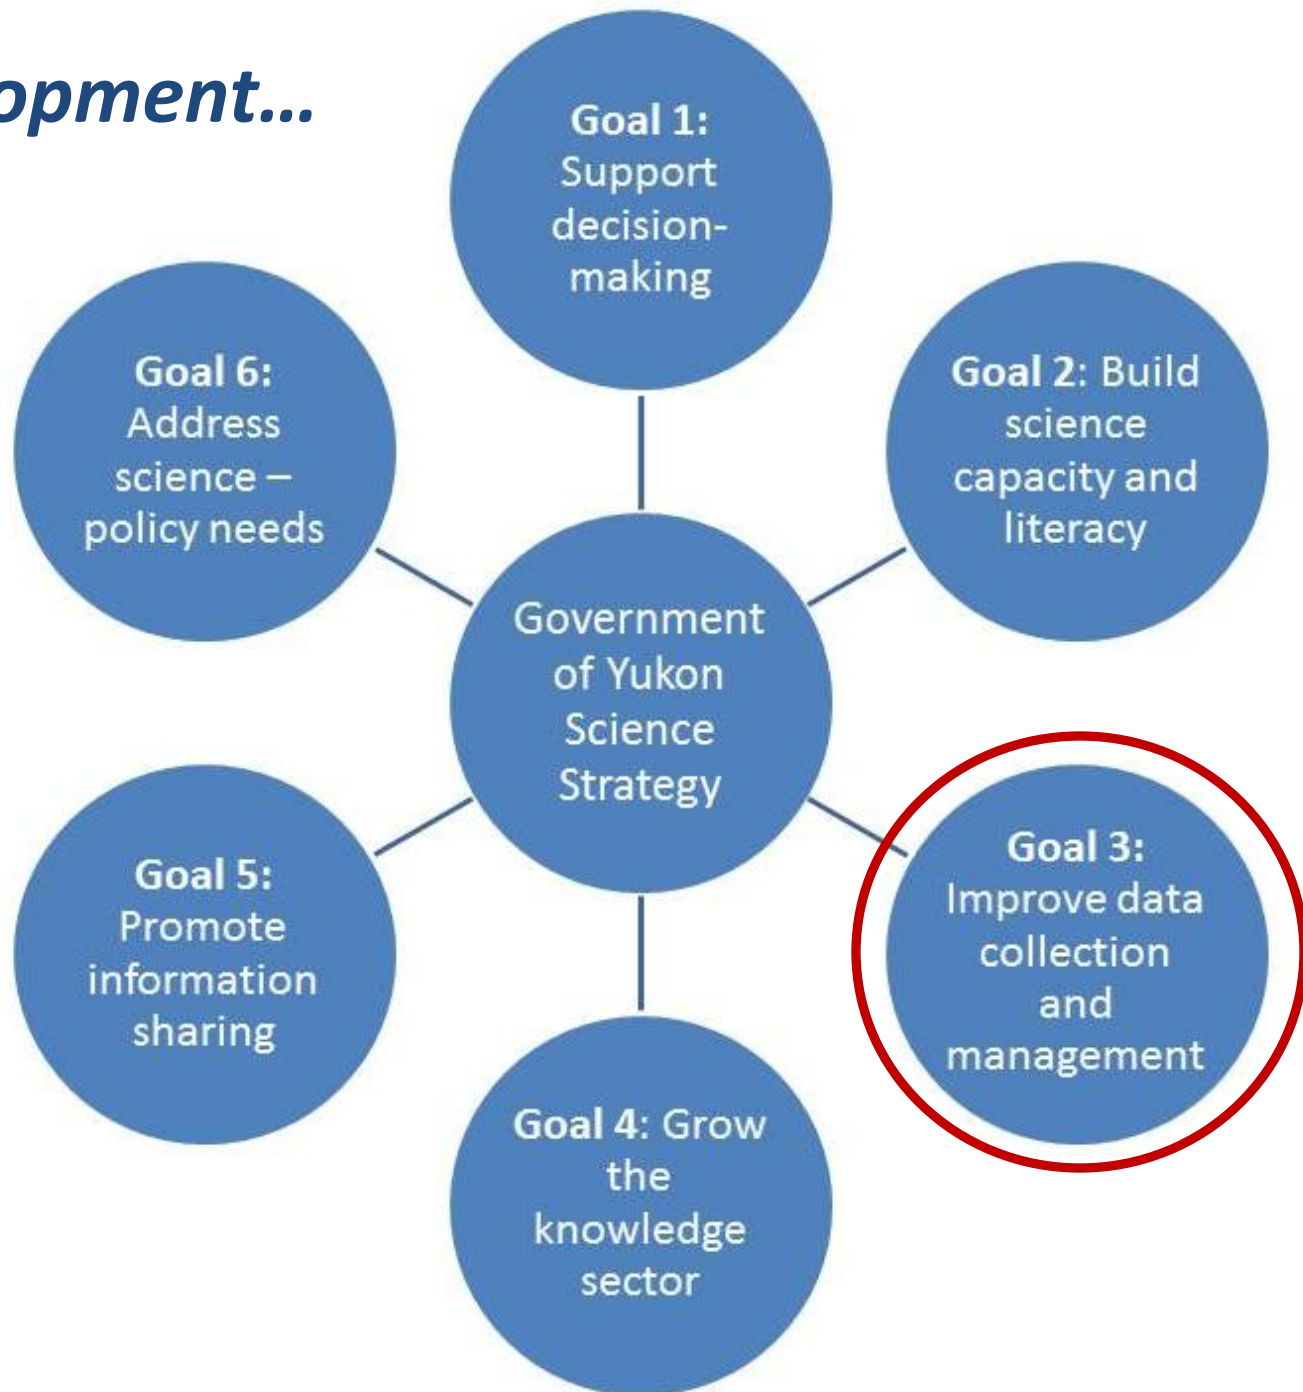 opment...
Goal 1:
Support
decision-
making
Goal 2: Build
science
capacity and
literacy
Goal 3:
Improve data
collection
and
management
Goal 4: Grow
the
knowledge
sector
Goal 5:
Promote
information
sharing
Goal 6:
Address
science –
policy needs
Government
of Yukon
Science
Strategy